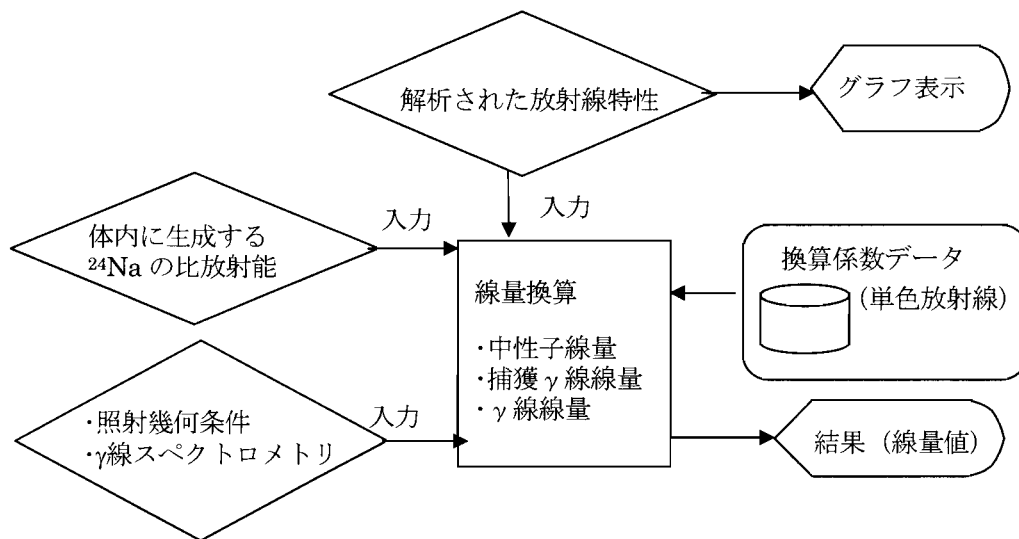 解析された放射線特性
グラフ表示
入力
入力
体内に生成する
²⁴Na の比放射能
換算係数データ
(単色放射線)
線量換算
・中性子線量
・捕獲γ線線量
・γ線線量
入力
・照射幾何条件
・γ線スペクトロメトリ
結果（線量値）